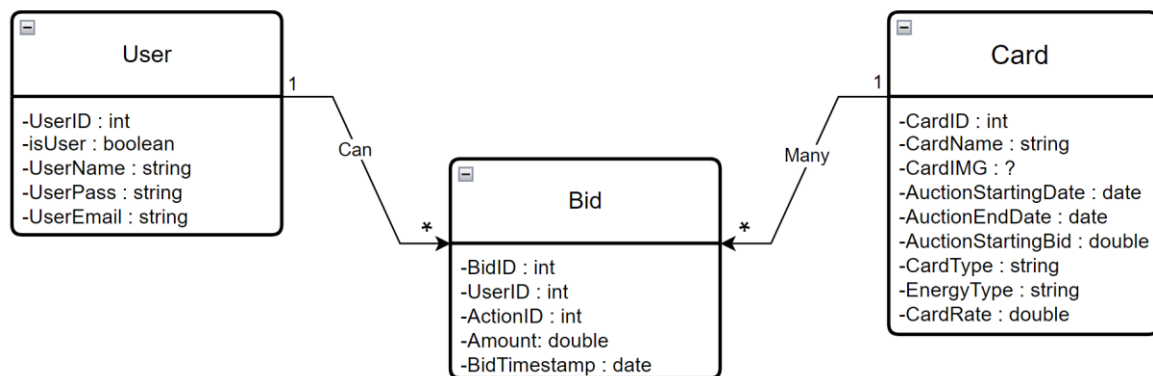 User
1
-UserID : int
-isUser : boolean
-UserName : string
-UserPass : string
-UserEmail : string
Can
*
Bid
-BidID : int
-UserID : int
-ActionID : int
-Amount: double
-BidTimestamp : date
*
Many
1
Card
-CardID : int
-CardName : string
-CardIMG : ?
-AuctionStartingDate : date
-AuctionEndDate : date
-AuctionStartingBid : double
-CardType : string
-EnergyType : string
-CardRate : double